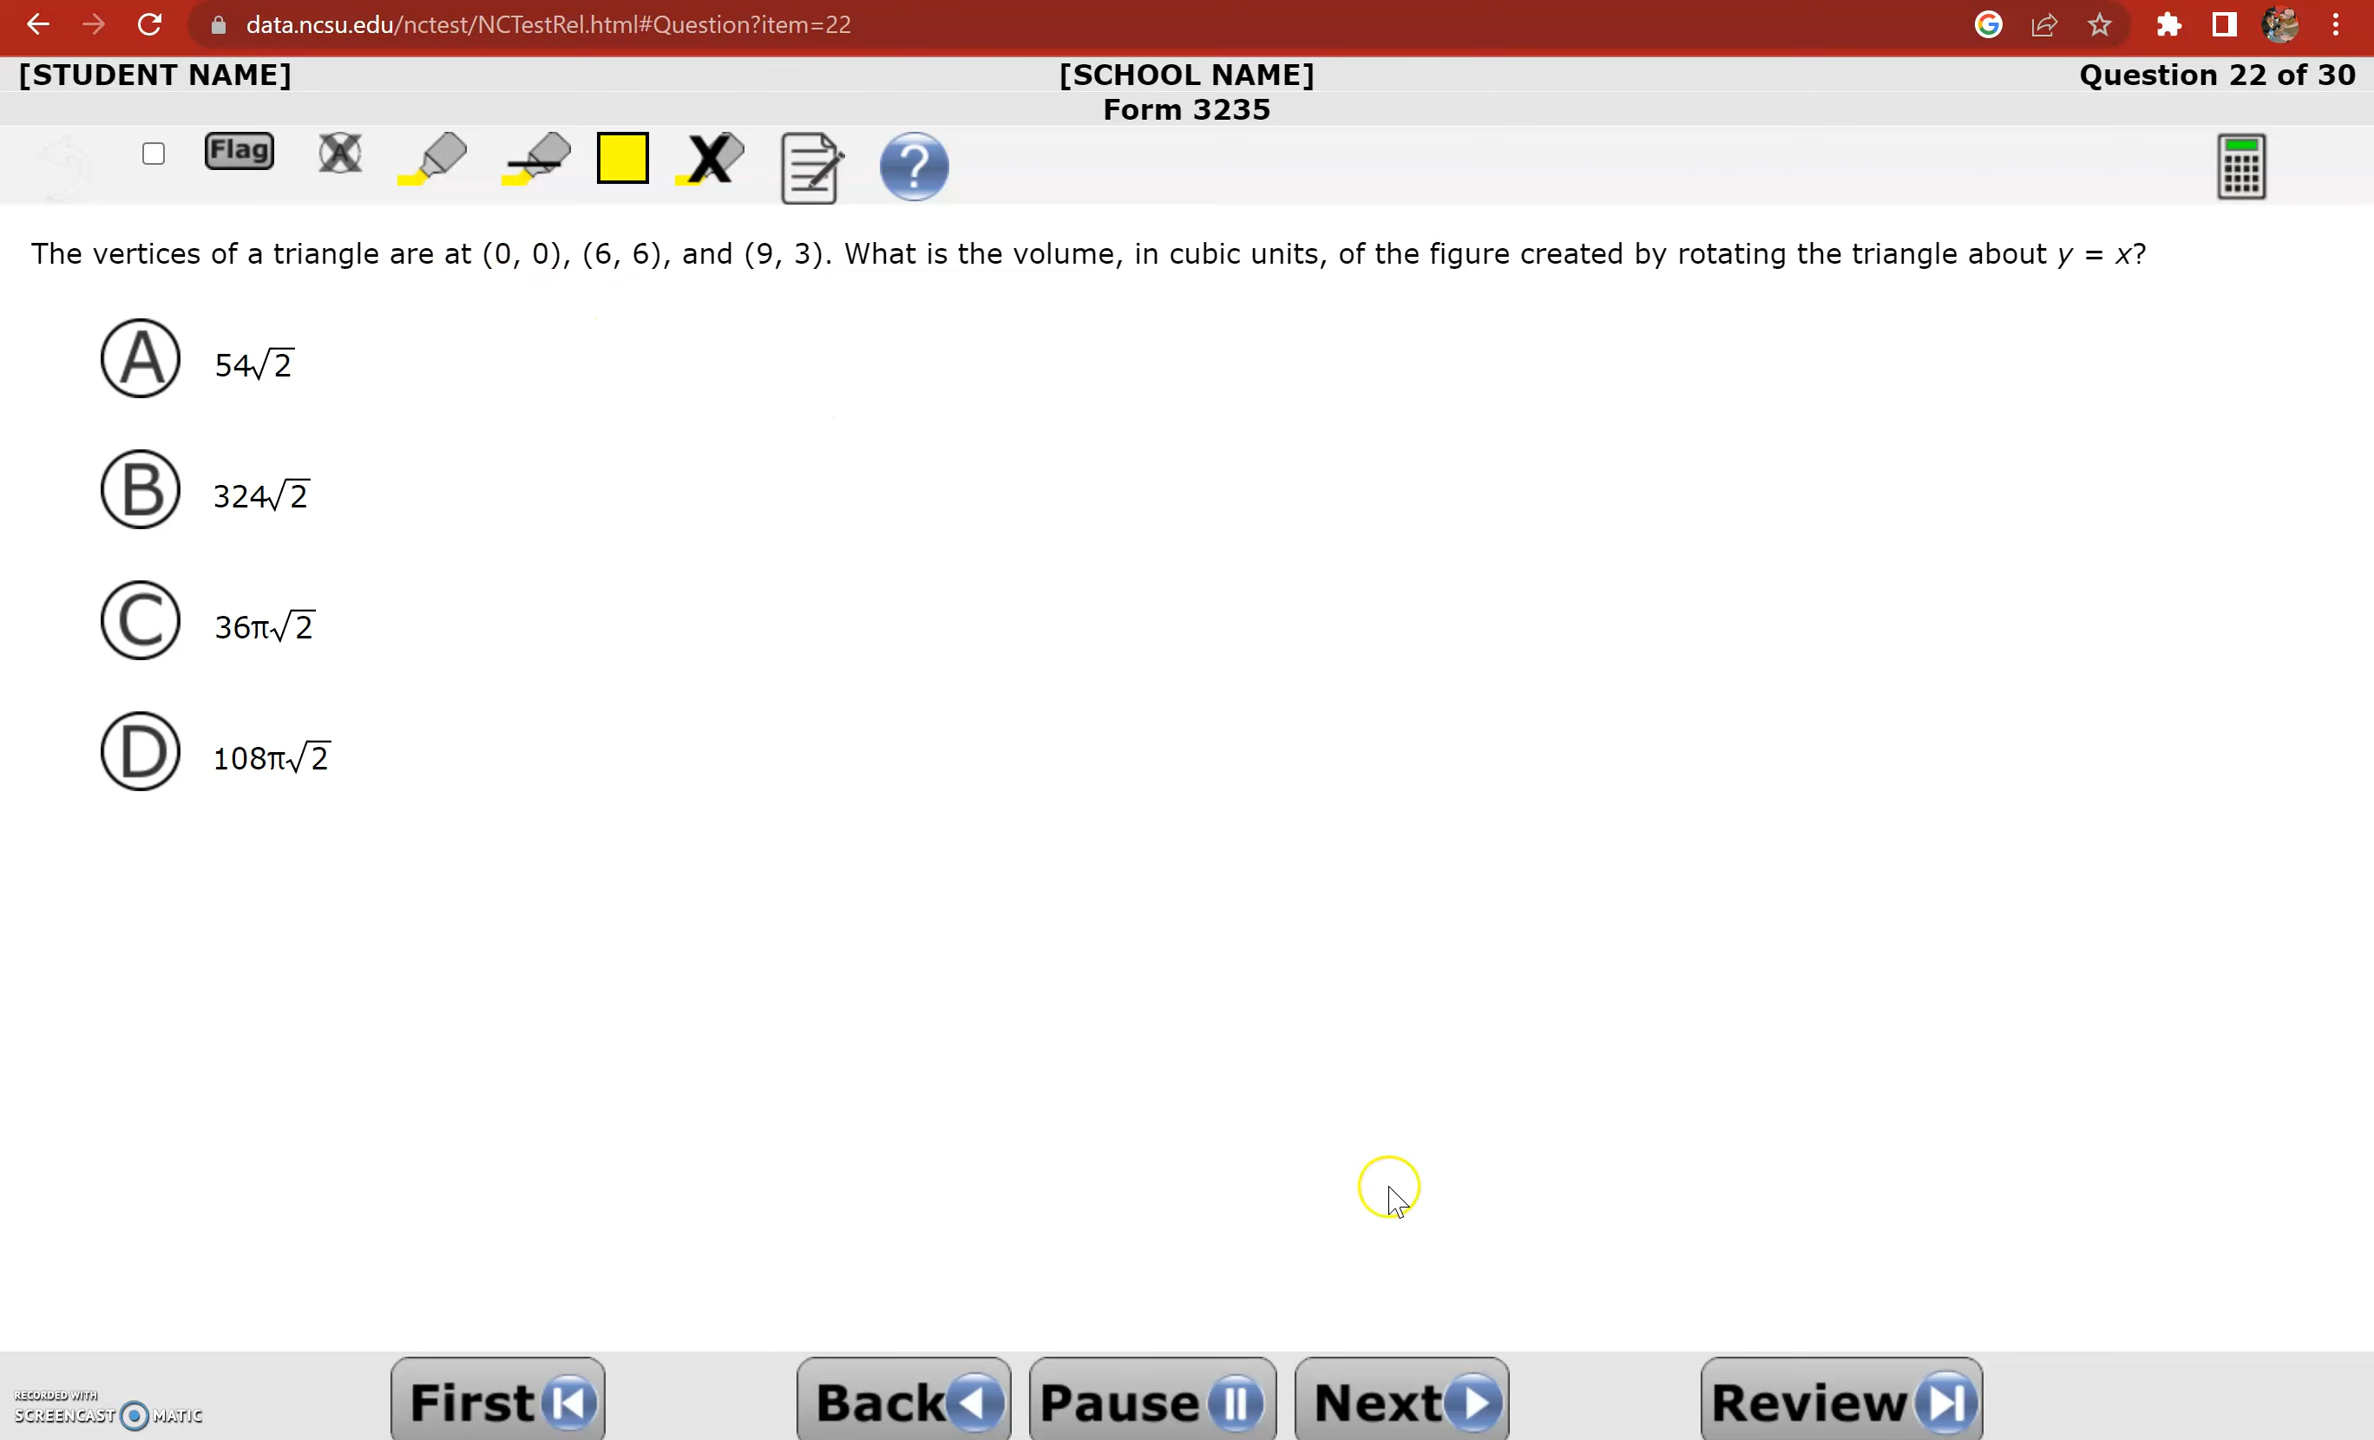 data.ncsu.edu/nctest/NCTestRel.html#Question?item=22
[STUDENT NAME] [SCHOOL NAME] Question 22 of 30
Form 3235
Flag A X ?
The vertices of a triangle are at (0, 0), (6, 6), and (9, 3). What is the volume, in cubic units, of the figure created by rotating the triangle about y = x?
A 54√2
B 324√2
C 36π√2
D 108π√2
RECORDED WITH
SCREENCAST MATIC
First Back Pause Next Review